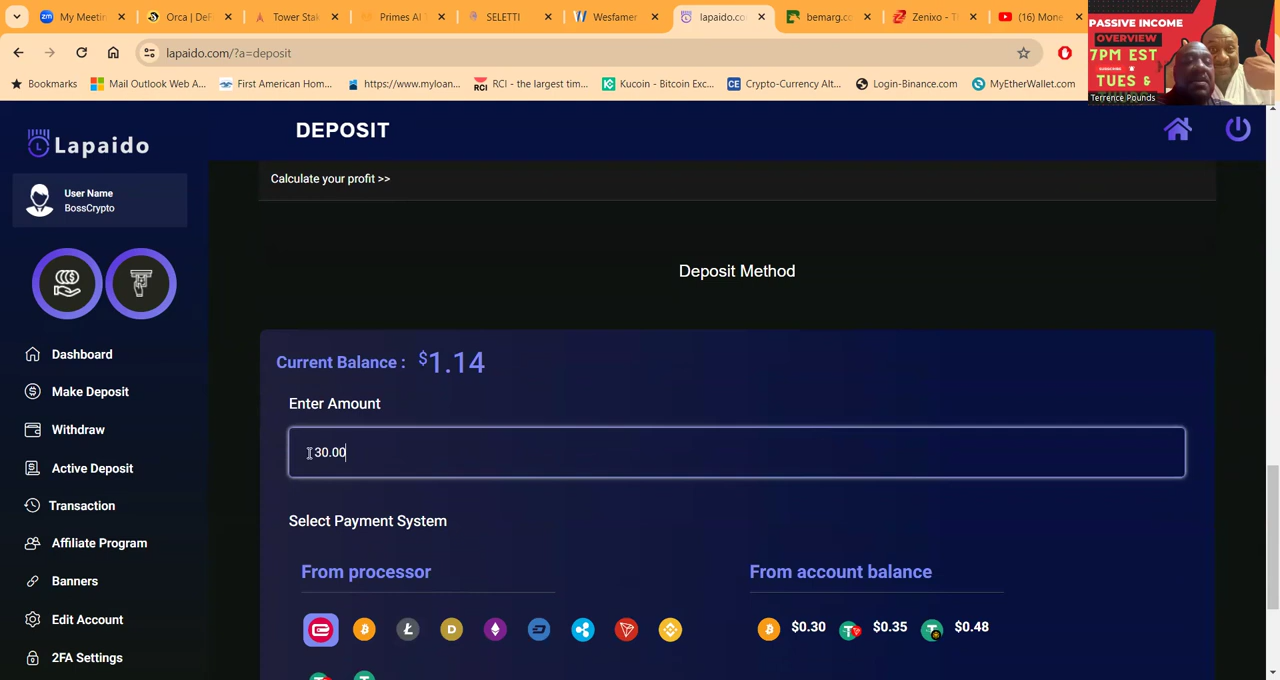 My Meetin
Orca | DeF
Tower Stak
Primes AI T
SELETTI
Wesfamer
lapaido.co
bemarg.co
Zenixo - T
(16) Mone
lapaido.com/?a=deposit
Bookmarks
Mail Outlook Web A...
First American Hom...
https://www.myloan...
RCI - the largest tim...
Kucoin - Bitcoin Exc...
Crypto-Currency Alt...
Login-Binance.com
MyEtherWallet.com
PASSIVE INCOME
OVERVIEW
7PM EST
TUES &
Terrence Pounds
Lapaido
DEPOSIT
User Name
BossCrypto
Dashboard
Make Deposit
Withdraw
Active Deposit
Transaction
Affiliate Program
Banners
Edit Account
2FA Settings
Calculate your profit >>
Deposit Method
Current Balance : $1.14
Enter Amount
30.00
Select Payment System
From processor
From account balance
$0.30 $0.35 $0.48